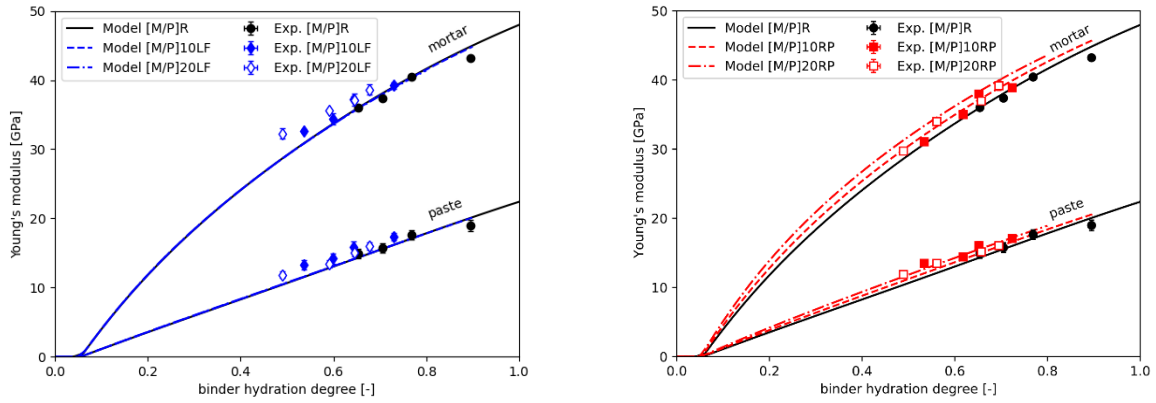 50
40
30
20
10
0
Young's modulus [GPa]
Model [M/P]R
Model [M/P]10LF
Model [M/P]20LF
Exp. [M/P]R
Exp. [M/P]10LF
Exp. [M/P]20LF
mortar
paste
0.0 0.2 0.4 0.6 0.8 1.0
binder hydration degree [-]
50
40
30
20
10
0
Young's modulus [GPa]
Model [M/P]R
Model [M/P]10RP
Model [M/P]20RP
Exp. [M/P]R
Exp. [M/P]10RP
Exp. [M/P]20RP
mortar
paste
0.0 0.2 0.4 0.6 0.8 1.0
binder hydration degree [-]